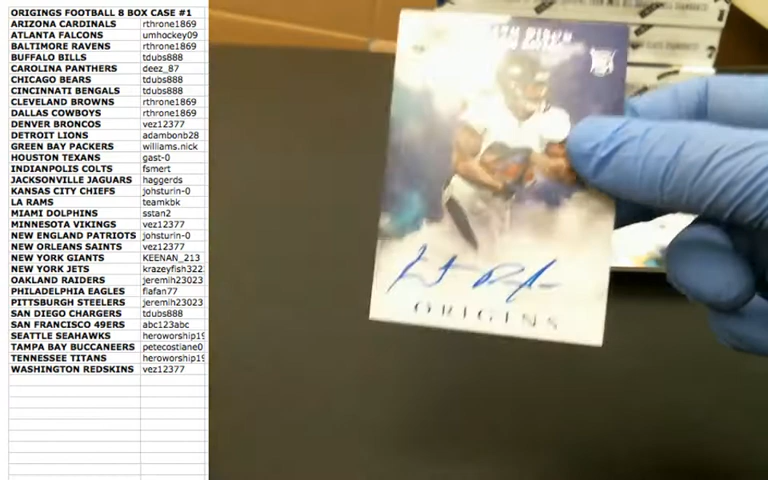 ORIGINGS FOOTBALL 8 BOX CASE #1
ARIZONA CARDINALS rthrone1869
ATLANTA FALCONS umhockey09
BALTIMORE RAVENS rthrone1869
BUFFALO BILLS tdubs888
CAROLINA PANTHERS deez_87
CHICAGO BEARS tdubs888
CINCINNATI BENGALS tdubs888
CLEVELAND BROWNS rthrone1869
DALLAS COWBOYS rthrone1869
DENVER BRONCOS vez12377
DETROIT LIONS adambonb28
GREEN BAY PACKERS williams.nick
HOUSTON TEXANS gast-0
INDIANPOLIS COLTS fsmert
JACKSONVILLE JAGUARS haggerds
KANSAS CITY CHIEFS johsturin-0
LA RAMS teamkbk
MIAMI DOLPHINS sstan2
MINNESOTA VIKINGS vez12377
NEW ENGLAND PATRIOTS johsturin-0
NEW ORLEANS SAINTS vez12377
NEW YORK GIANTS KEENAN_213
NEW YORK JETS krazeyfish322
OAKLAND RAIDERS jeremih23023
PHILADELPHIA EAGLES flafan77
PITTSBURGH STEELERS jeremih23023
SAN DIEGO CHARGERS tdubs888
SAN FRANCISCO 49ERS abc123abc
SEATTLE SEAHAWKS heroworship19
TAMPA BAY BUCCANEERS petecostiane0
TENNESSEE TITANS heroworship19
WASHINGTON REDSKINS vez12377
ORIGINS